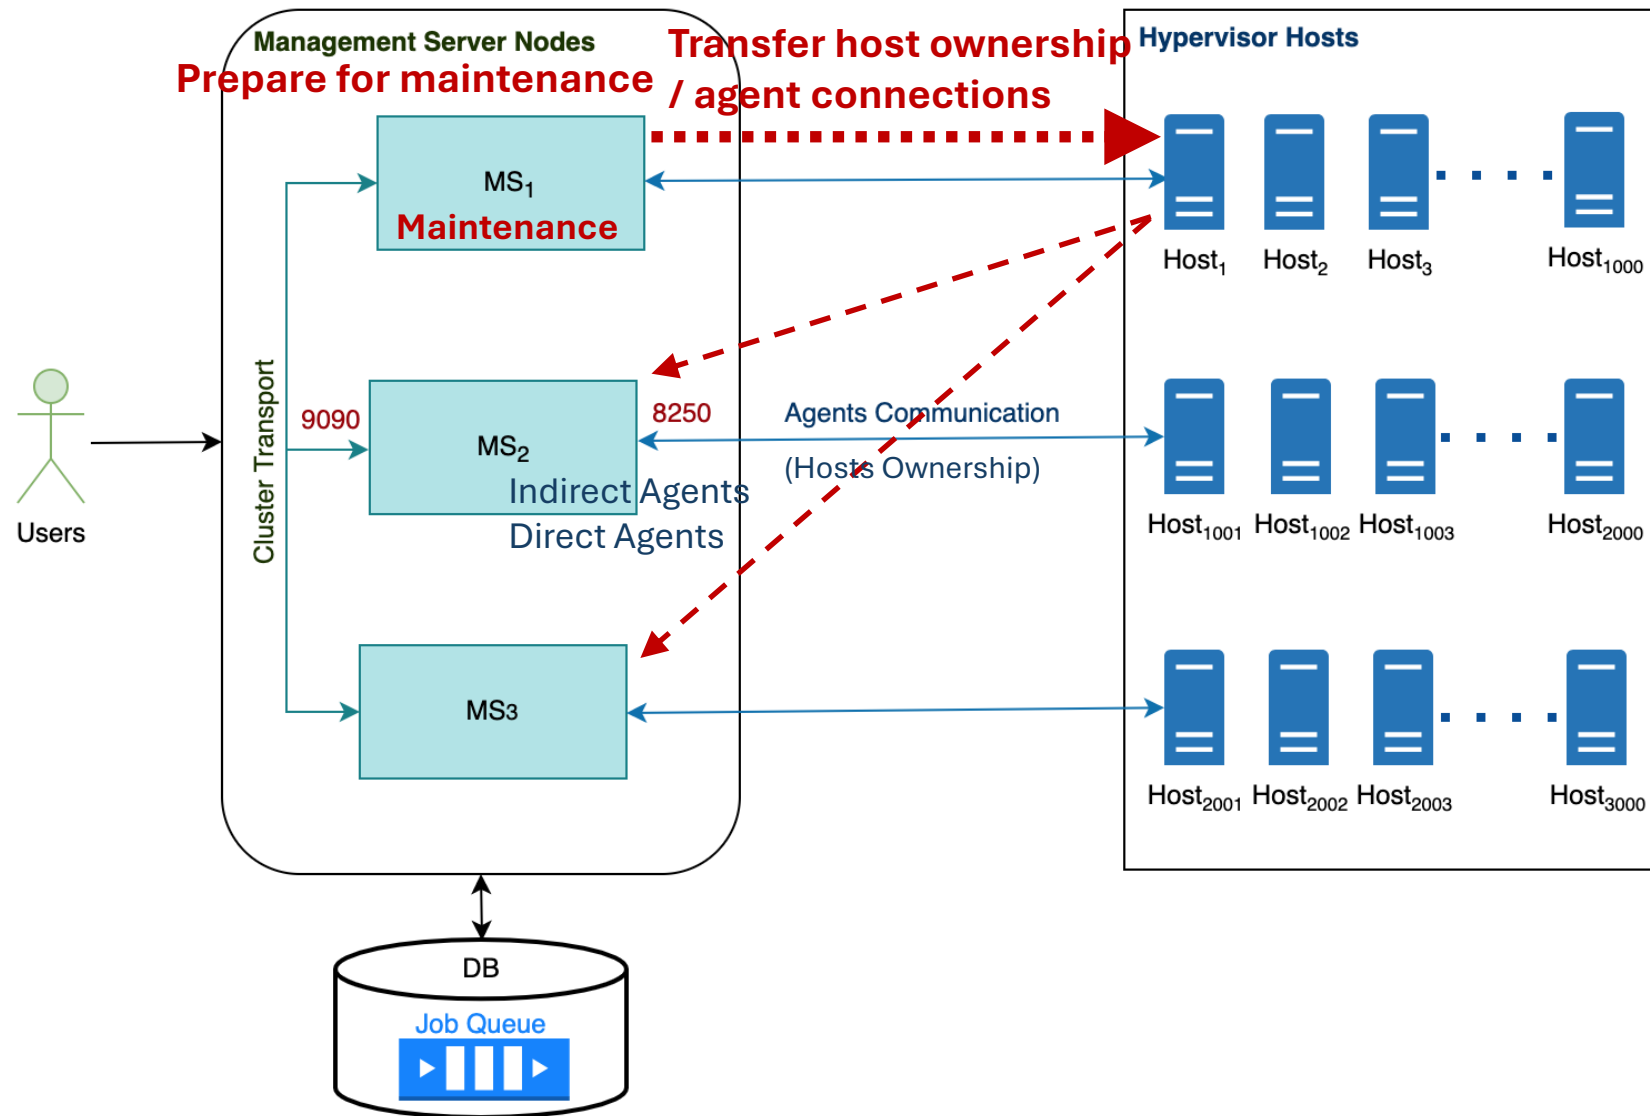 Management Server Nodes
Prepare for maintenance
Transfer host ownership
/ agent connections
Hypervisor Hosts
MS1
Maintenance
Host1
Host2
Host3
Host1000
Cluster Transport
9090
MS2
8250
Agents Communication
(Hosts Ownership)
Indirect Agents
Direct Agents
Users
Host1001
Host1002
Host1003
Host2000
MS3
Host2001
Host2002
Host2003
Host3000
DB
Job Queue